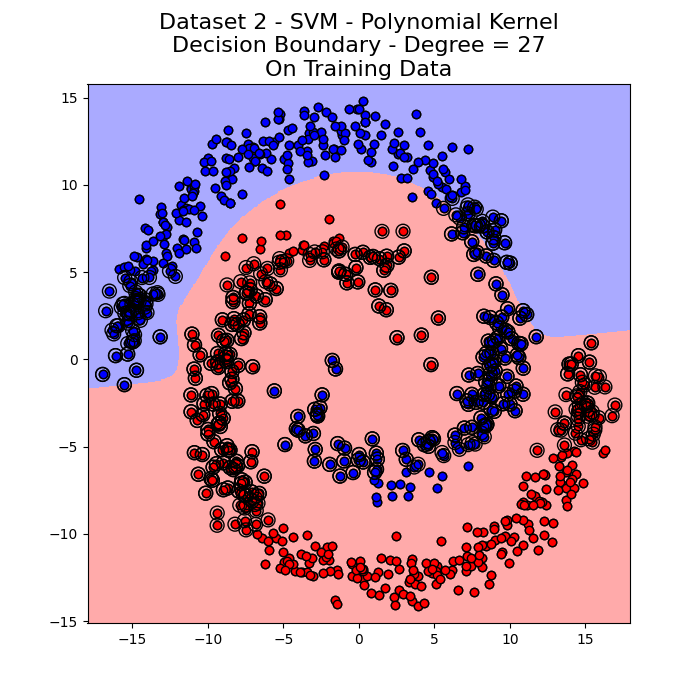 Dataset 2 - SVM - Polynomial Kernel
Decision Boundary - Degree = 27
On Training Data
15
10
5
0
−5
−10
−15
−15 −10 −5 0 5 10 15